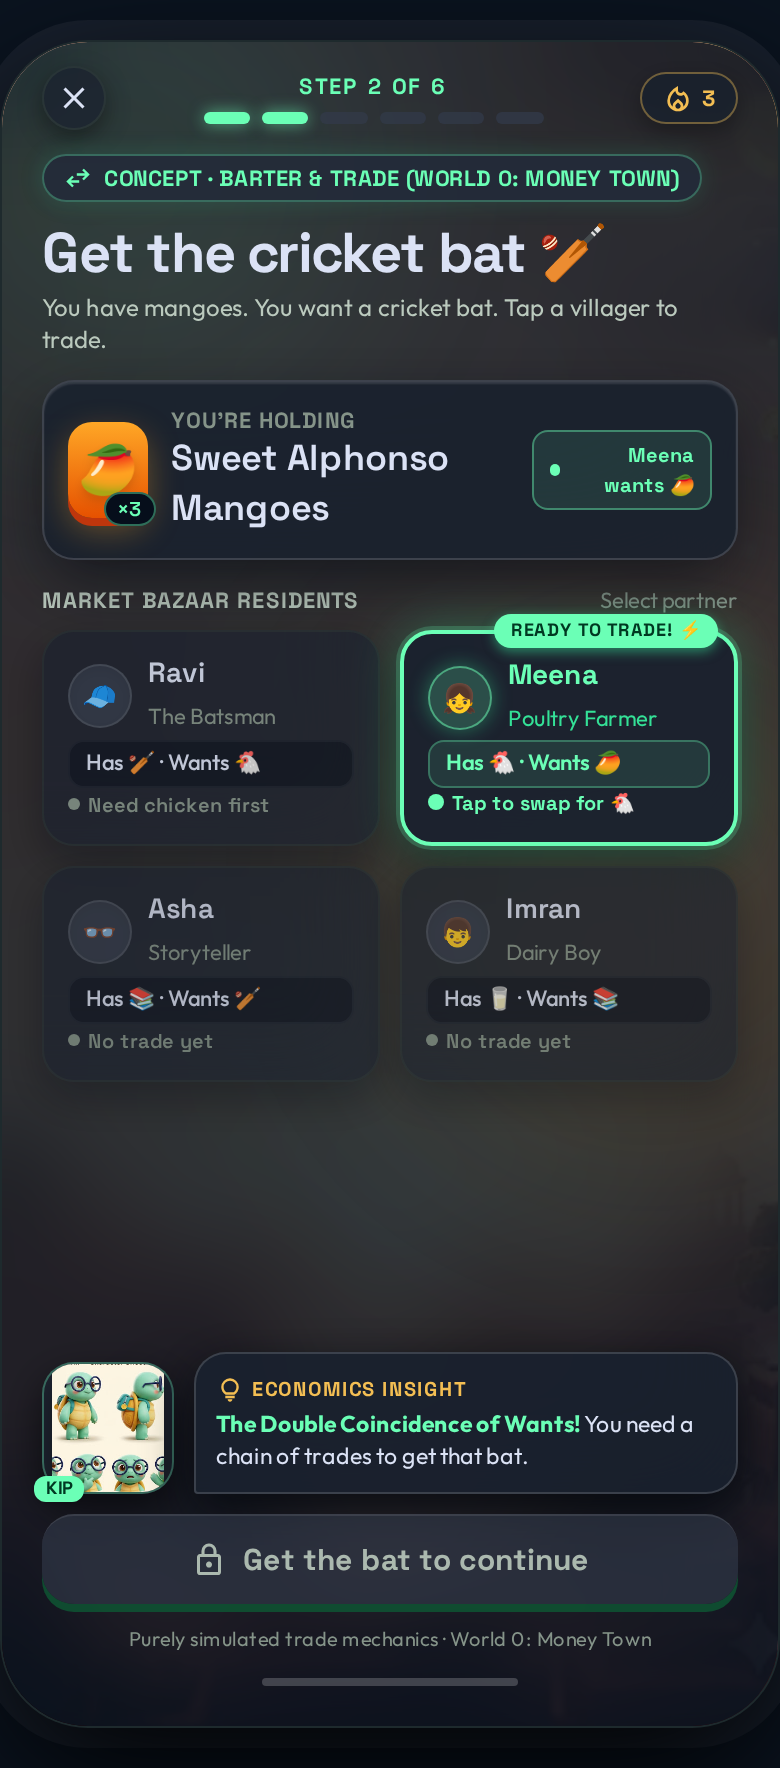 STEP 2 OF 6
3
CONCEPT · BARTER & TRADE (WORLD 0: MONEY TOWN)
Get the cricket bat 🏏
You have mangoes. You want a cricket bat. Tap a villager to
trade.
YOU'RE HOLDING
Sweet Alphonso
Mangoes
×3
Meena
wants 🥭
MARKET BAZAAR RESIDENTS
Select partner
Ravi
The Batsman
Has 🏏 · Wants 🐔
Need chicken first
READY TO TRADE! ⚡
Meena
Poultry Farmer
Has 🐔 · Wants 🥭
Tap to swap for 🐔
Asha
Storyteller
Has 📚 · Wants 🏏
No trade yet
Imran
Dairy Boy
Has 🥛 · Wants 📚
No trade yet
KIP
ECONOMICS INSIGHT
The Double Coincidence of Wants! You need a
chain of trades to get that bat.
Get the bat to continue
Purely simulated trade mechanics · World 0: Money Town